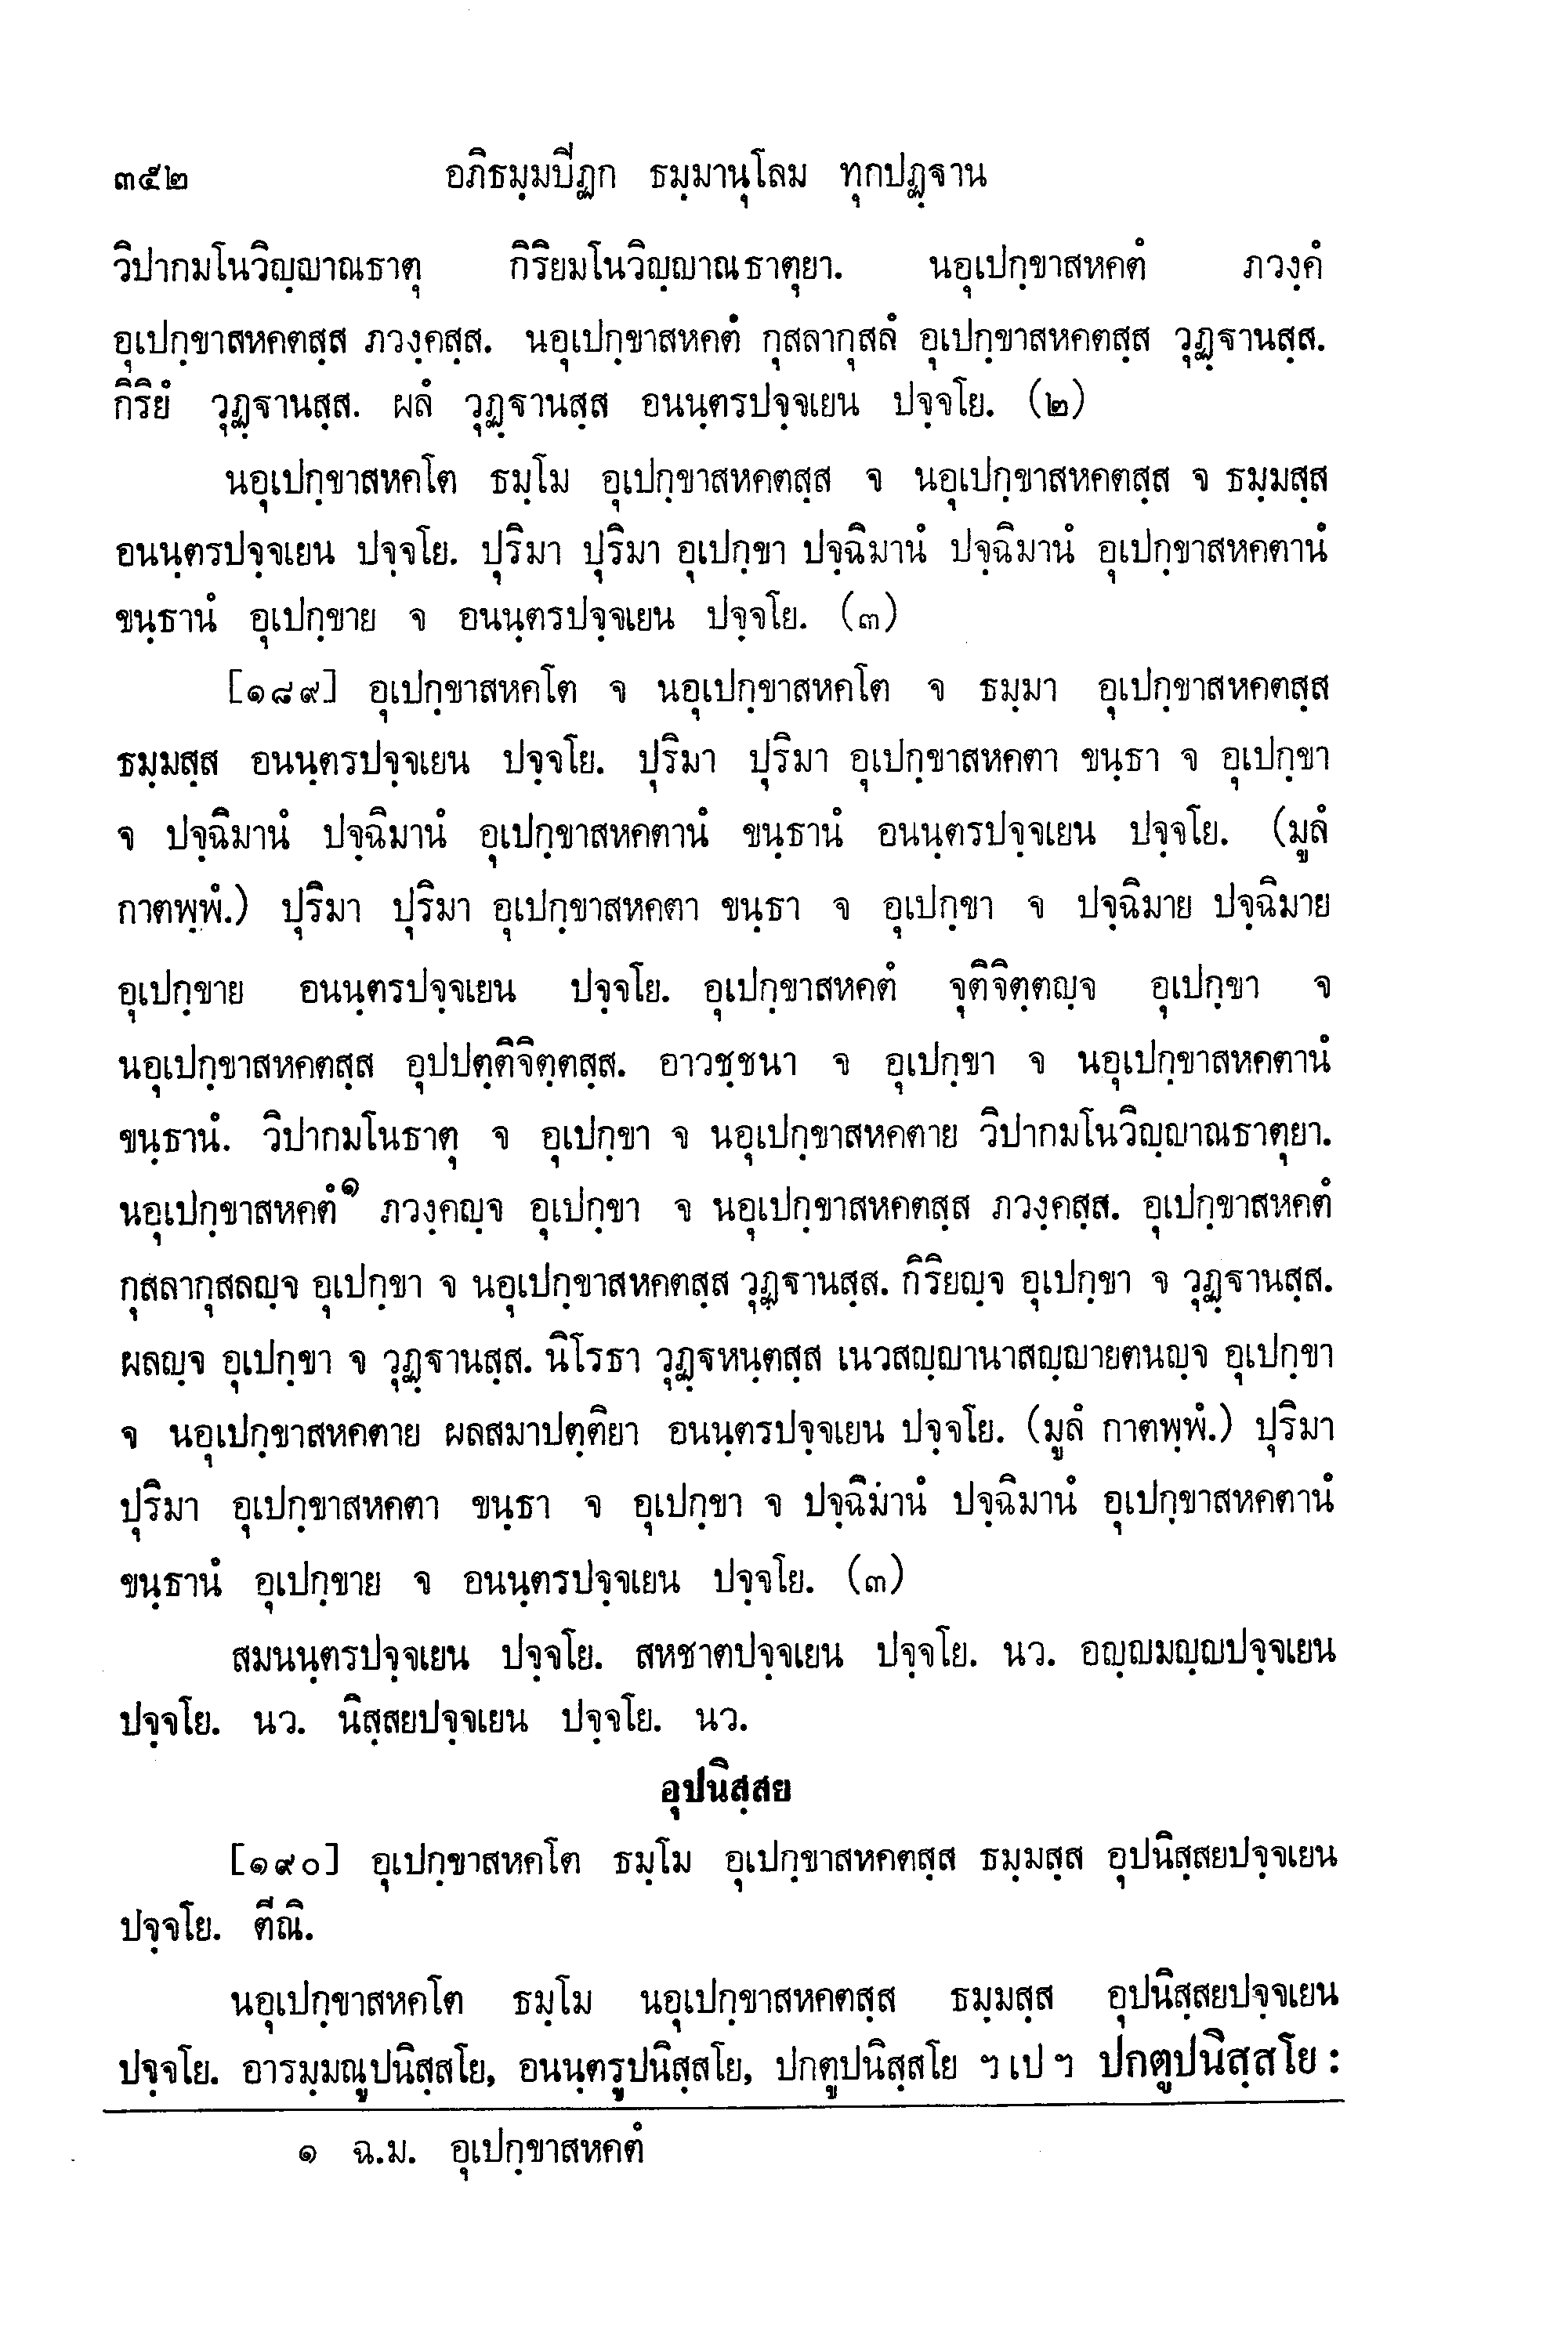 ๓๕๒ อภิธมฺมปีฏก ธมฺมานุโลม ทุกปฏฺฐาน
วิปากมโนวิญฺญาณธาตุ กิริยมโนวิญฺญาณธาตุยา. นอุเปกฺขาสหคตํ ภวงฺคํ
อุเปกฺขาสหคตสฺส ภวงฺคสฺส. นอุเปกฺขาสหคตํ กุสลากุสลํ อุเปกฺขาสหคตสฺส วุฏฺฐานสฺส.
กิริยํ วุฏฺฐานสฺส. ผลํ วุฏฺฐานสฺส อนนฺตรปจฺจเยน ปจฺจโย. (๒)
นอุเปกฺขาสหคโต ธมฺโม อุเปกฺขาสหคตสฺส จ นอุเปกฺขาสหคตสฺส จ ธมฺมสฺส
อนนฺตรปจฺจเยน ปจฺจโย. ปุริมา ปุริมา อุเปกฺขา ปจฺฉิมานํ ปจฺฉิมานํ อุเปกฺขาสหคตานํ
ขนฺธานํ อุเปกฺขาย จ อนนฺตรปจฺจเยน ปจฺจโย. (๓)
[๑๘๙] อุเปกฺขาสหคโต จ นอุเปกฺขาสหคโต จ ธมฺมา อุเปกฺขาสหคตสฺส
ธมฺมสฺส อนนฺตรปจฺจเยน ปจฺจโย. ปุริมา ปุริมา อุเปกฺขาสหคตา ขนฺธา จ อุเปกฺขา
จ ปจฺฉิมานํ ปจฺฉิมานํ อุเปกฺขาสหคตานํ ขนฺธานํ อนนฺตรปจฺจเยน ปจฺจโย. (มูลํ
กาตพฺพํ.) ปุริมา ปุริมา อุเปกฺขาสหคตา ขนฺธา จ อุเปกฺขา จ ปจฺฉิมาย ปจฺฉิมาย
อุเปกฺขาย อนนฺตรปจฺจเยน ปจฺจโย. อุเปกฺขาสหคตํ จุติจิตฺตญฺจ อุเปกฺขา จ
นอุเปกฺขาสหคตสฺส อุปปตฺติจิตฺตสฺส. อาวชฺชนา จ อุเปกฺขา จ นอุเปกฺขาสหคตานํ
ขนฺธานํ. วิปากมโนธาตุ จ อุเปกฺขา จ นอุเปกฺขาสหคตาย วิปากมโนวิญฺญาณธาตุยา.
นอุเปกฺขาสหคตํ๑ ภวงฺคญฺจ อุเปกฺขา จ นอุเปกฺขาสหคตสฺส ภวงฺคสฺส. อุเปกฺขาสหคตํ
กุสลากุสลญฺจ อุเปกฺขา จ นอุเปกฺขาสหคตสฺส วุฏฺฐานสฺส. กิริยญฺจ อุเปกฺขา จ วุฏฺฐานสฺส.
ผลญฺจ อุเปกฺขา จ วุฏฺฐานสฺส. นิโรธา วุฏฺฐหนฺตสฺส เนวสญฺญานาสญฺญายตนญฺจ อุเปกฺขา
จ นอุเปกฺขาสหคตาย ผลสมาปตฺติยา อนนฺตรปจฺจเยน ปจฺจโย. (มูลํ กาตพฺพํ.) ปุริมา
ปุริมา อุเปกฺขาสหคตา ขนฺธา จ อุเปกฺขา จ ปจฺฉิมานํ ปจฺฉิมานํ อุเปกฺขาสหคตานํ
ขนฺธานํ อุเปกฺขาย จ อนนฺตรปจฺจเยน ปจฺจโย. (๓)
สมนนฺตรปจฺจเยน ปจฺจโย. สหชาตปจฺจเยน ปจฺจโย. นว. อญฺญมญฺญปจฺจเยน
ปจฺจโย. นว. นิสฺสยปจฺจเยน ปจฺจโย. นว.
อุปนิสฺสย
[๑๙๐] อุเปกฺขาสหคโต ธมฺโม อุเปกฺขาสหคตสฺส ธมฺมสฺส อุปนิสฺสยปจฺจเยน
ปจฺจโย. ตีณิ.
นอุเปกฺขาสหคโต ธมฺโม นอุเปกฺขาสหคตสฺส ธมฺมสฺส อุปนิสฺสยปจฺจเยน
ปจฺจโย. อารมฺมณูปนิสฺสโย, อนนฺตรูปนิสฺสโย, ปกตูปนิสฺสโย ฯ เป ฯ ปกตูปนิสฺสโย :
๑ ฉ.ม. อุเปกฺขาสหคตํ